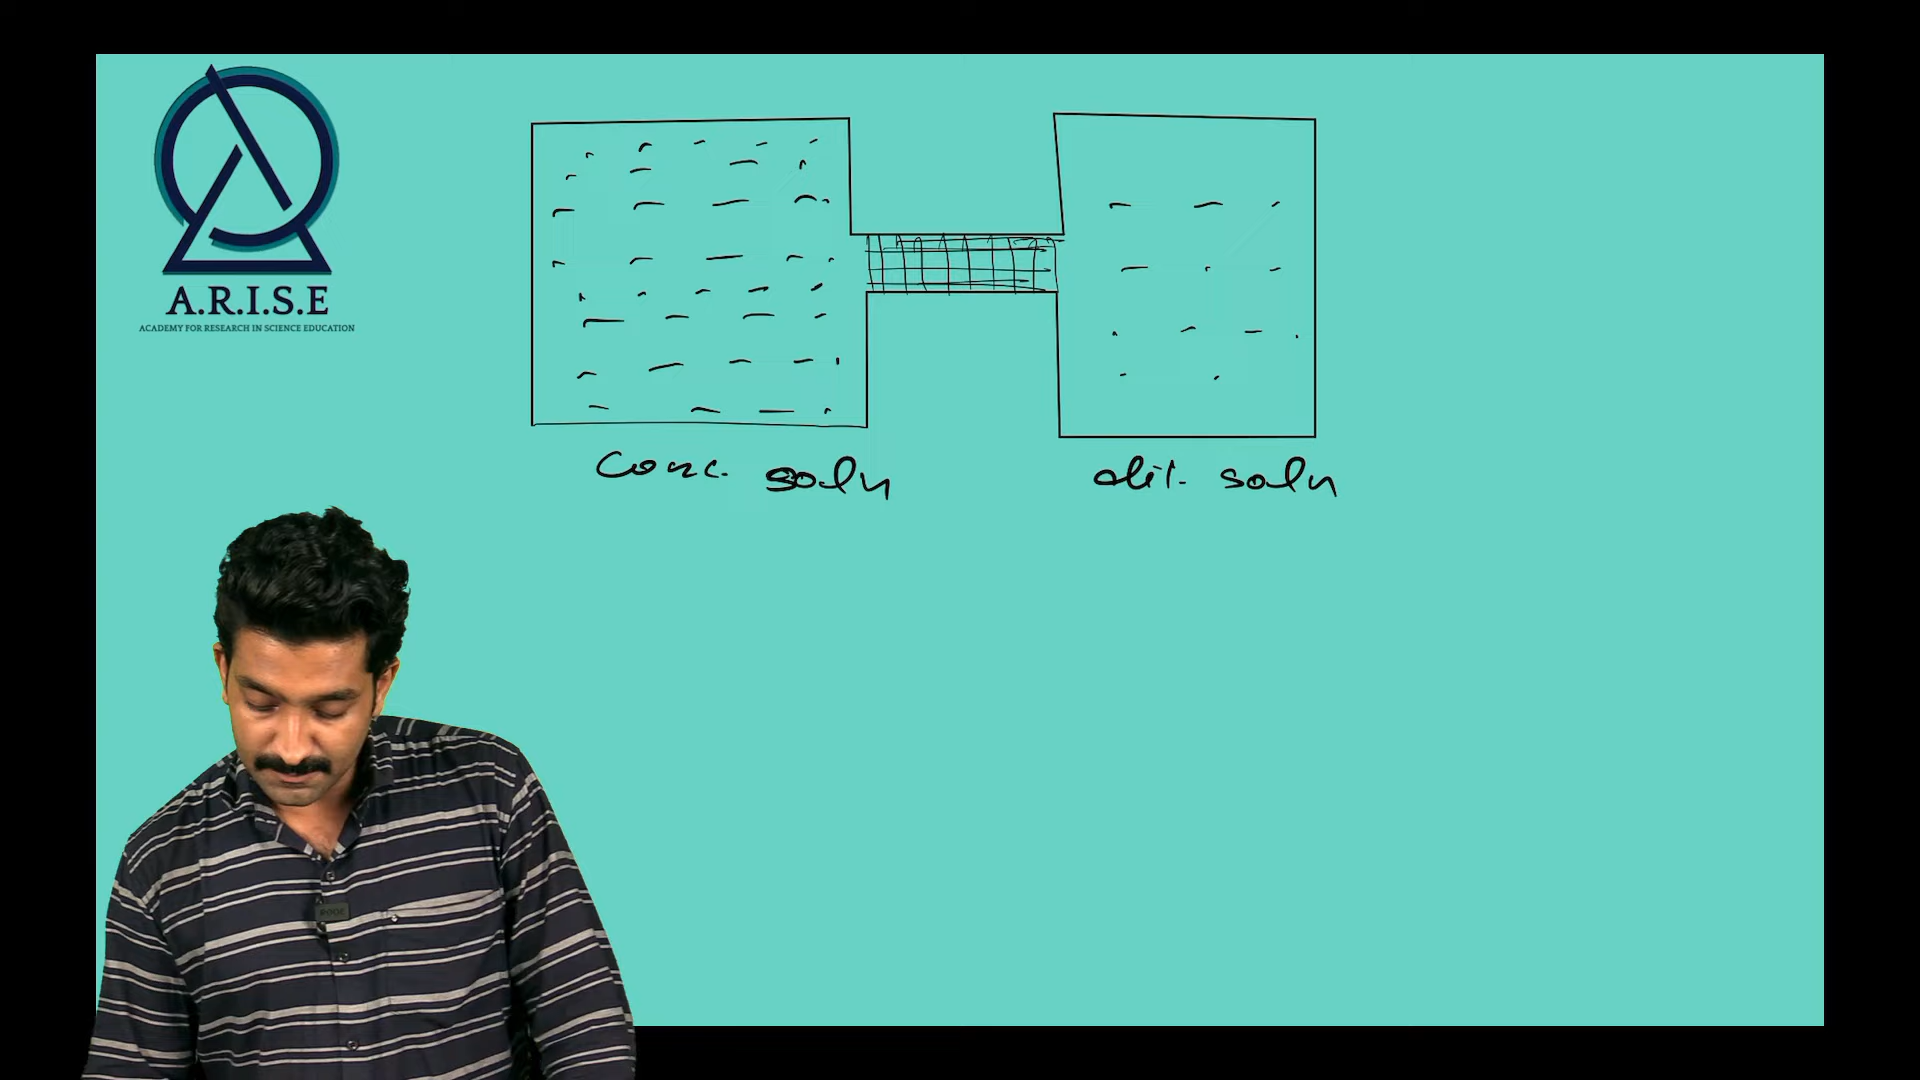 A.R.I.S.E
ACADEMY FOR RESEARCH IN SCIENCE EDUCATION
conc. soln
dil. soln